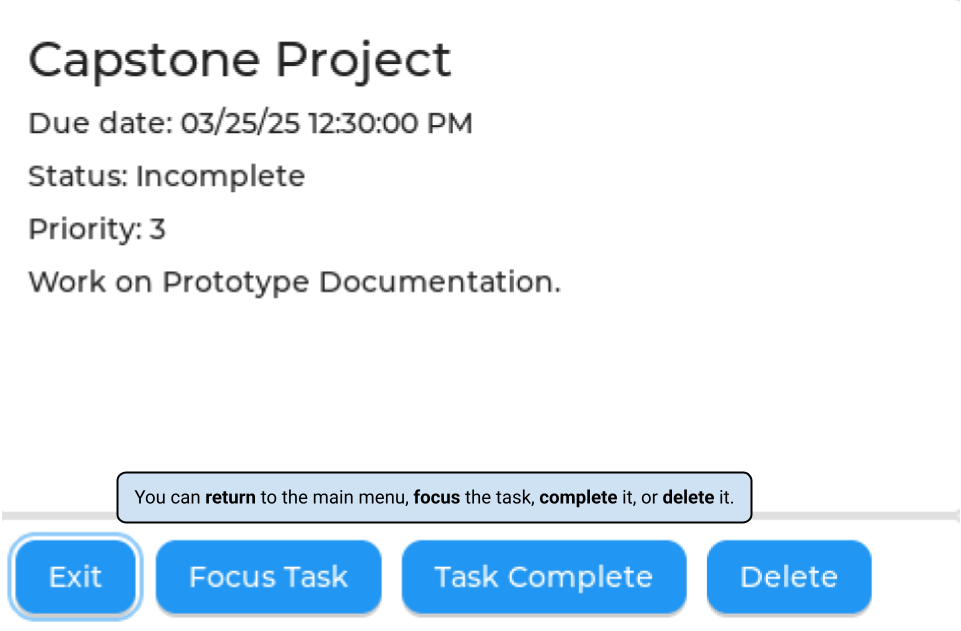 Capstone Project
Due date: 03/25/25 12:30:00 PM
Status: Incomplete
Priority: 3
Work on Prototype Documentation.
You can return to the main menu, focus the task, complete it, or delete it.
Exit
Focus Task
Task Complete
Delete